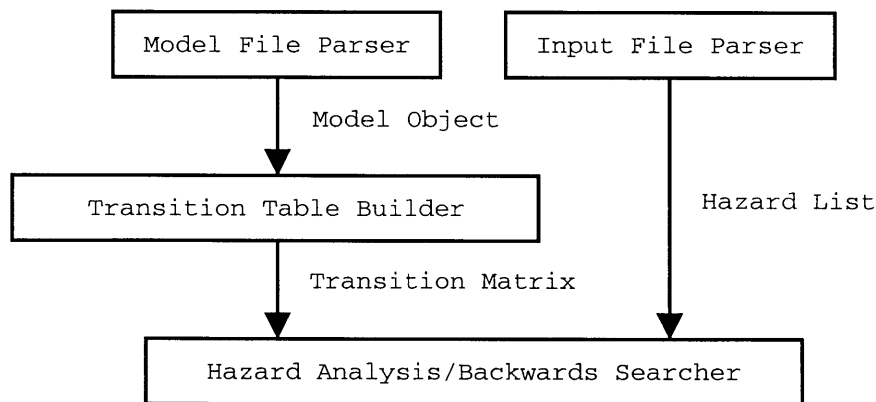 Model File Parser
Input File Parser
Model Object
Transition Table Builder
Hazard List
Transition Matrix
Hazard Analysis/Backwards Searcher